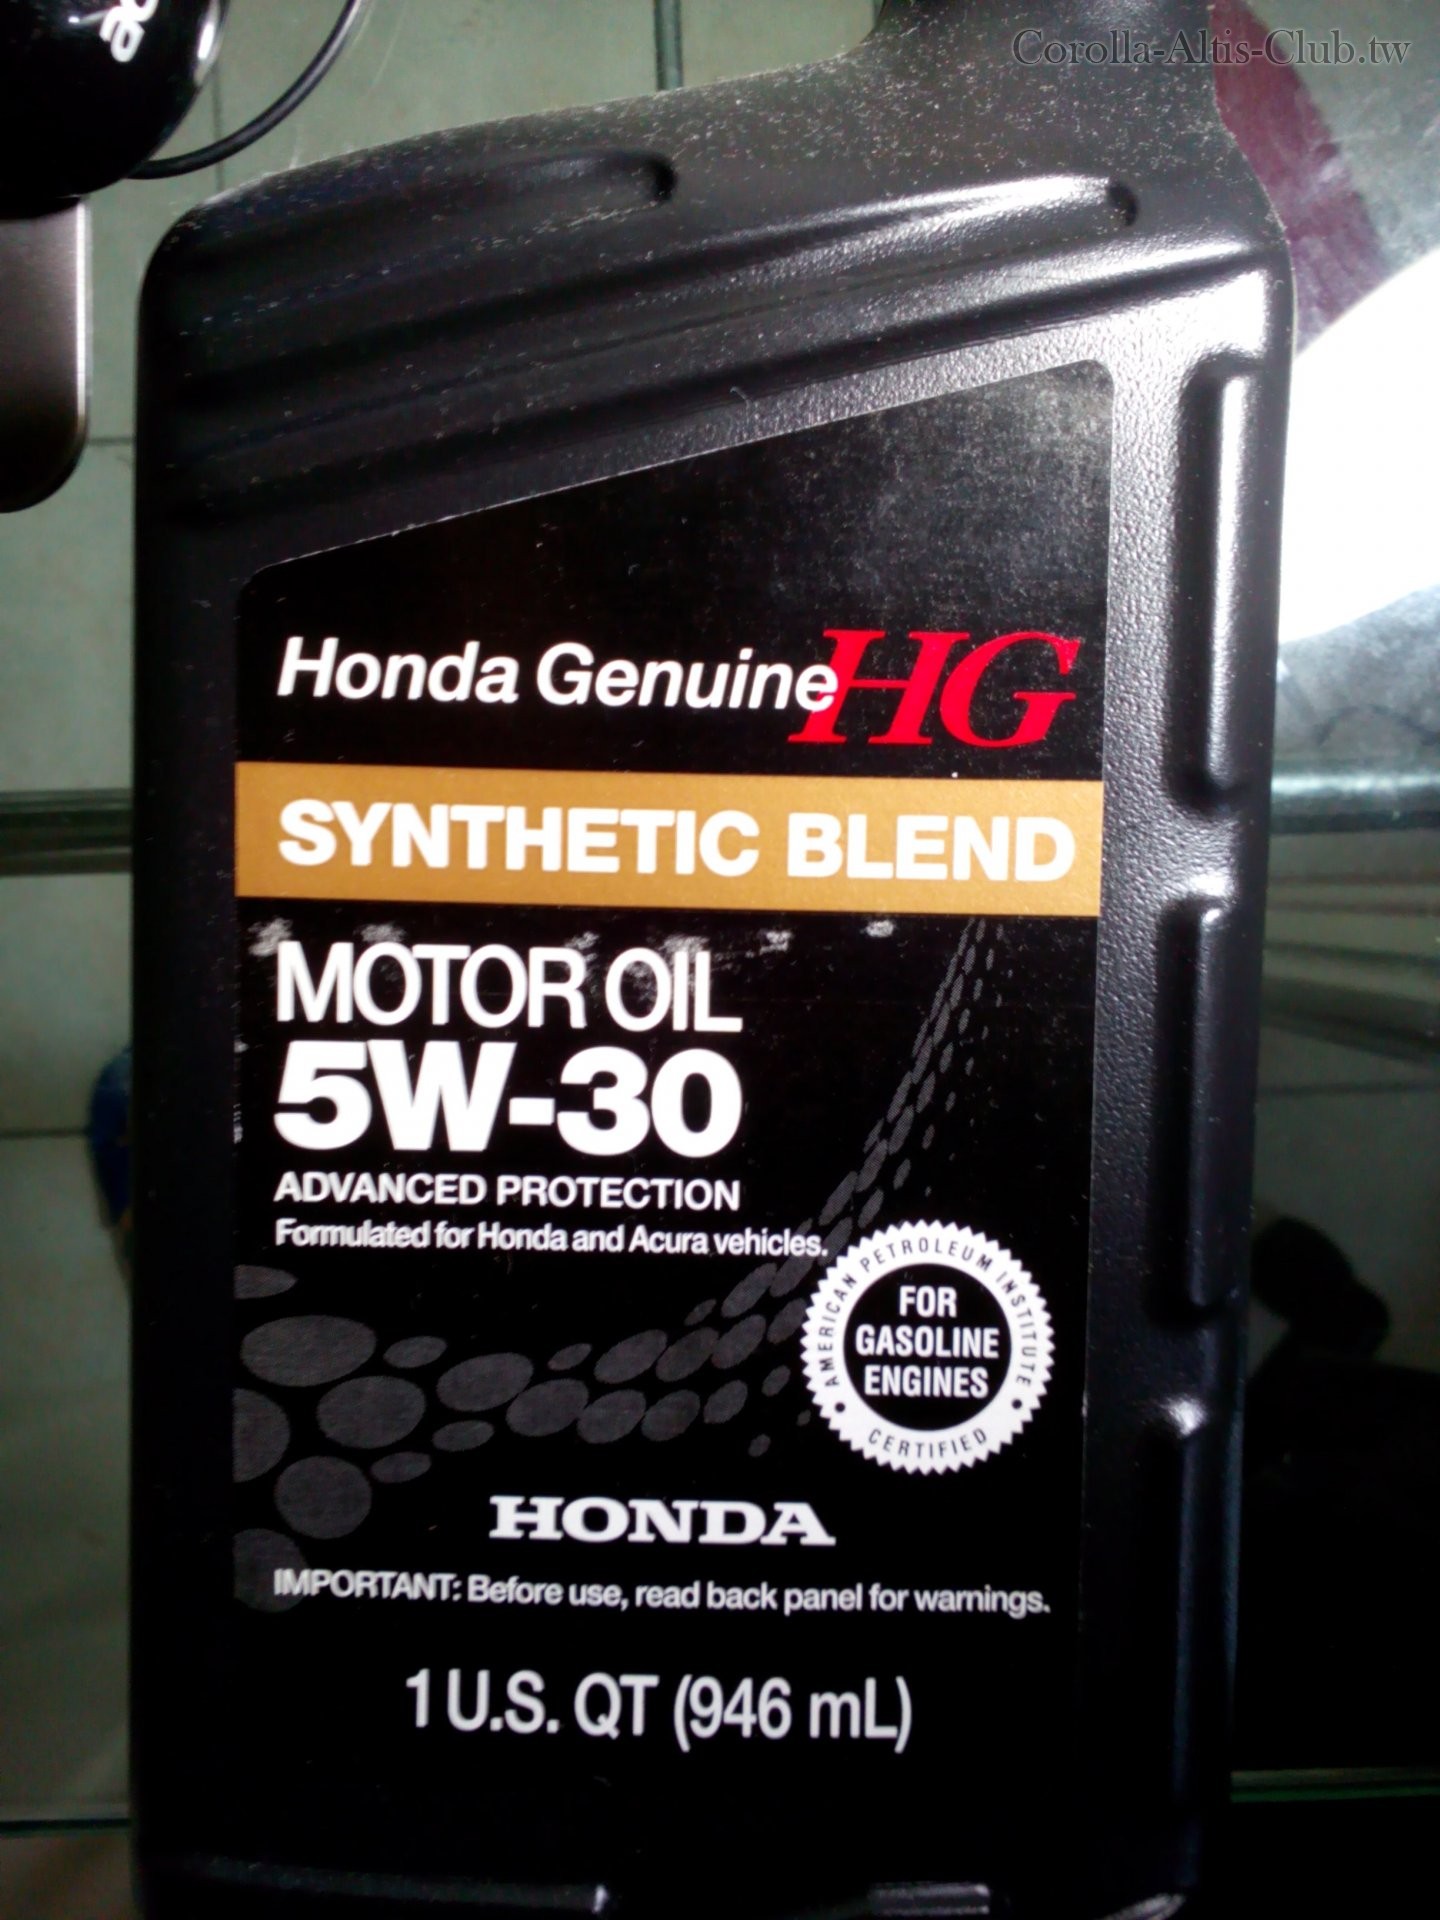 Corolla-Altis-Club.tw
Honda Genuine HG
SYNTHETIC BLEND
MOTOR OIL
5W-30
ADVANCED PROTECTION
Formulated for Honda and Acura vehicles.
AMERICAN PETROLEUM INSTITUTE
FOR
GASOLINE
ENGINES
CERTIFIED
HONDA
IMPORTANT: Before use, read back panel for warnings.
1 U.S. QT (946 mL)